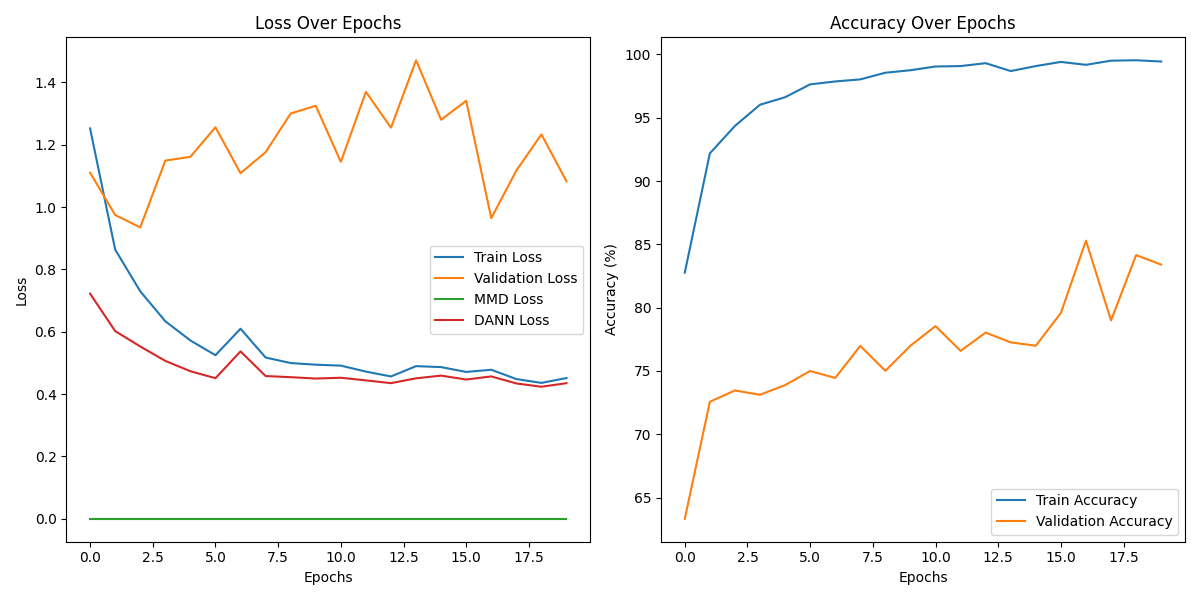 Loss Over Epochs
Loss
1.4
1.2
1.0
0.8
0.6
0.4
0.2
0.0
Train Loss
Validation Loss
MMD Loss
DANN Loss
0.0 2.5 5.0 7.5 10.0 12.5 15.0 17.5
Epochs
Accuracy Over Epochs
Accuracy (%)
100
95
90
85
80
75
70
65
Train Accuracy
Validation Accuracy
0.0 2.5 5.0 7.5 10.0 12.5 15.0 17.5
Epochs